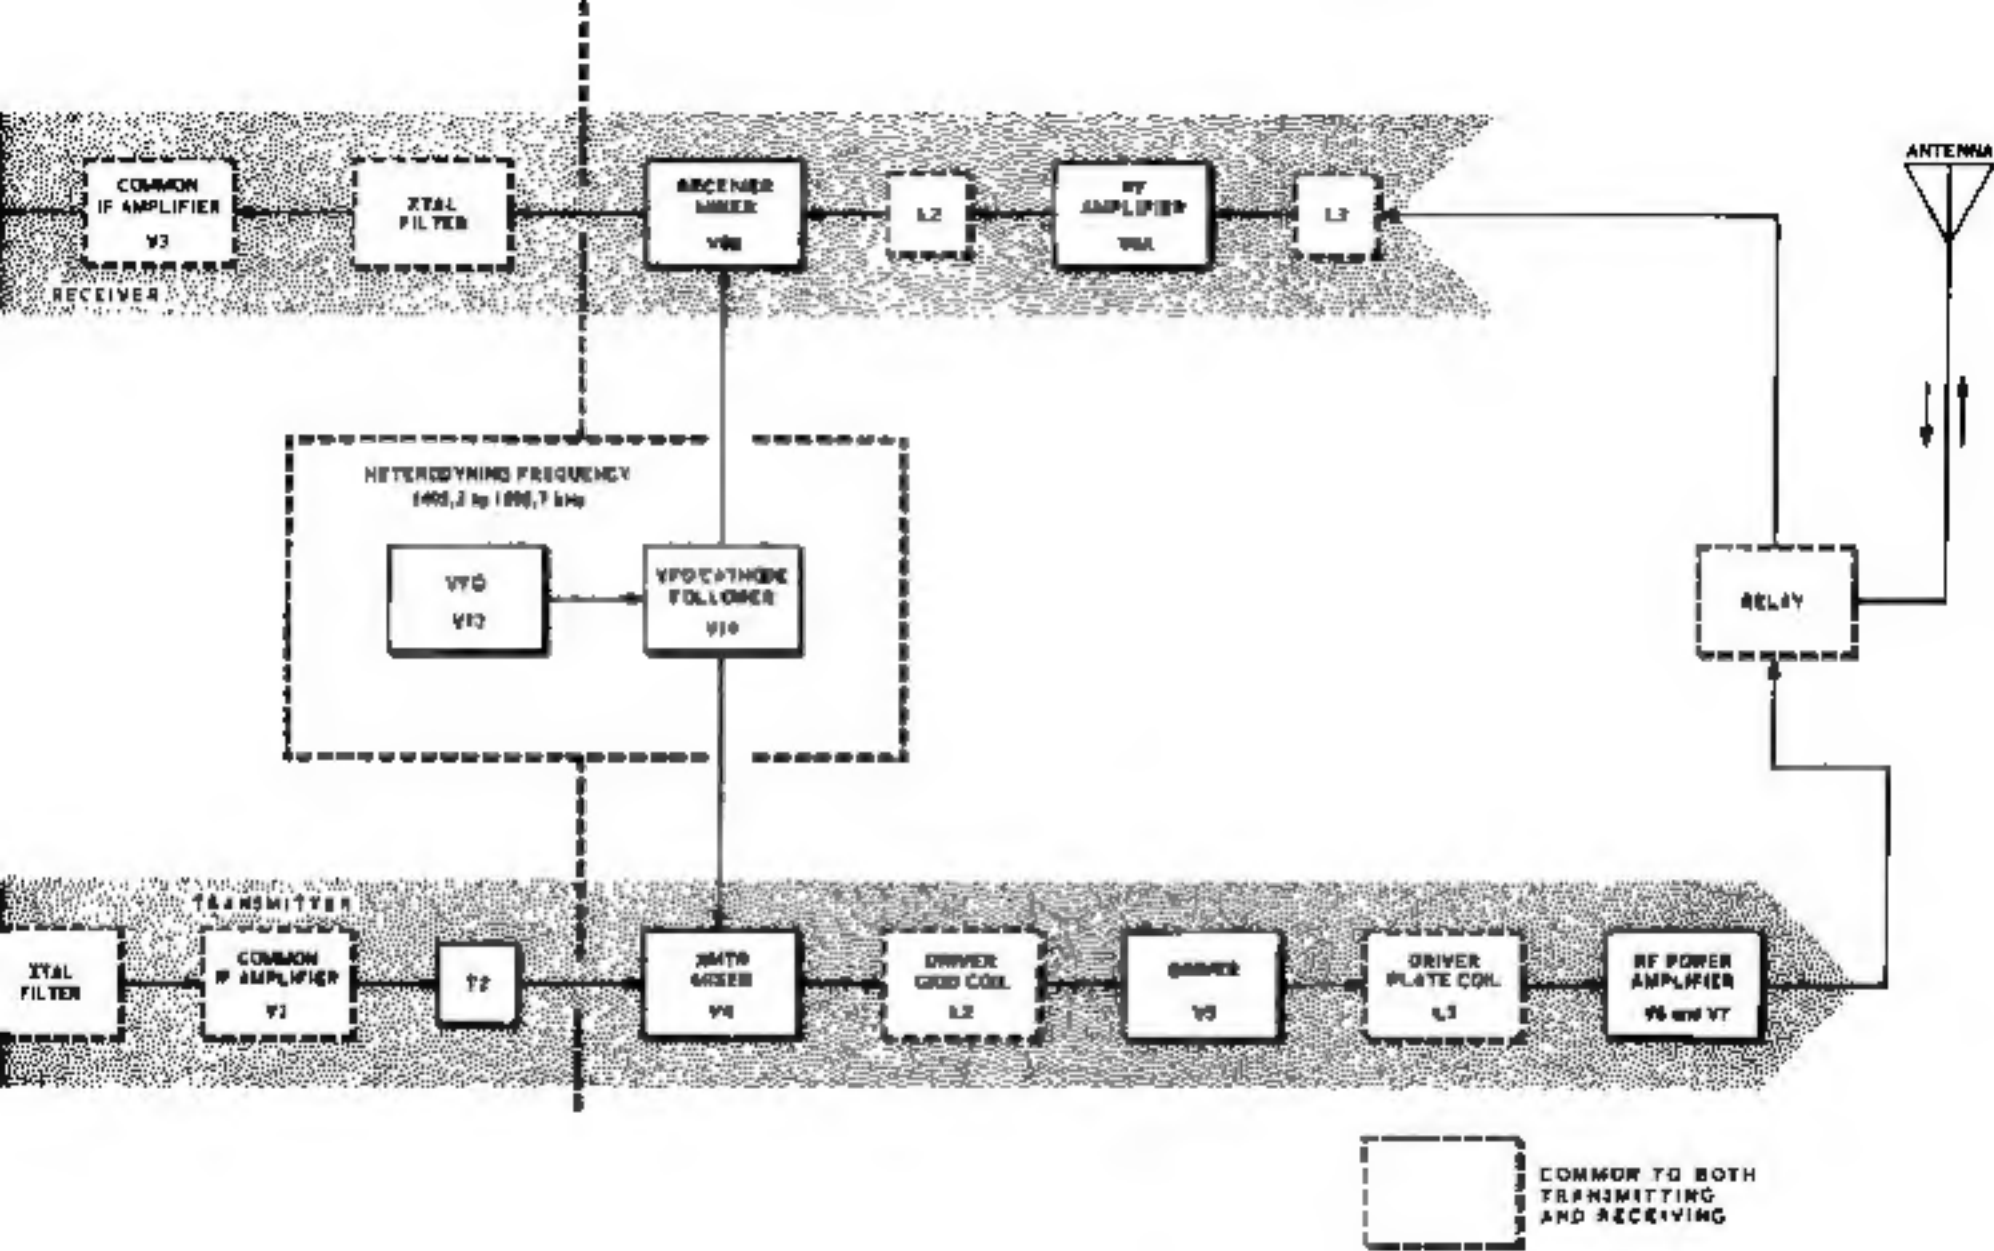 ANTENNA
COMMON
IF AMPLIFIER
V3
XTAL
FILTER
RECEIVER
MIXER
L2
RF
AMPLIFIER
RECEIVER
HETERODYNING FREQUENCY
VFO
VFO CATHODE
FOLLOWER
RELAY
TRANSMITTER
XTAL
FILTER
COMMON
IF AMPLIFIER
V3
T2
XMTR
MIXER
V4
DRIVER
GRID COIL
L2
DRIVER
V5
DRIVER
PLATE COIL
L3
RF POWER
AMPLIFIER
V6 and V7
COMMON TO BOTH
TRANSMITTING
AND RECEIVING